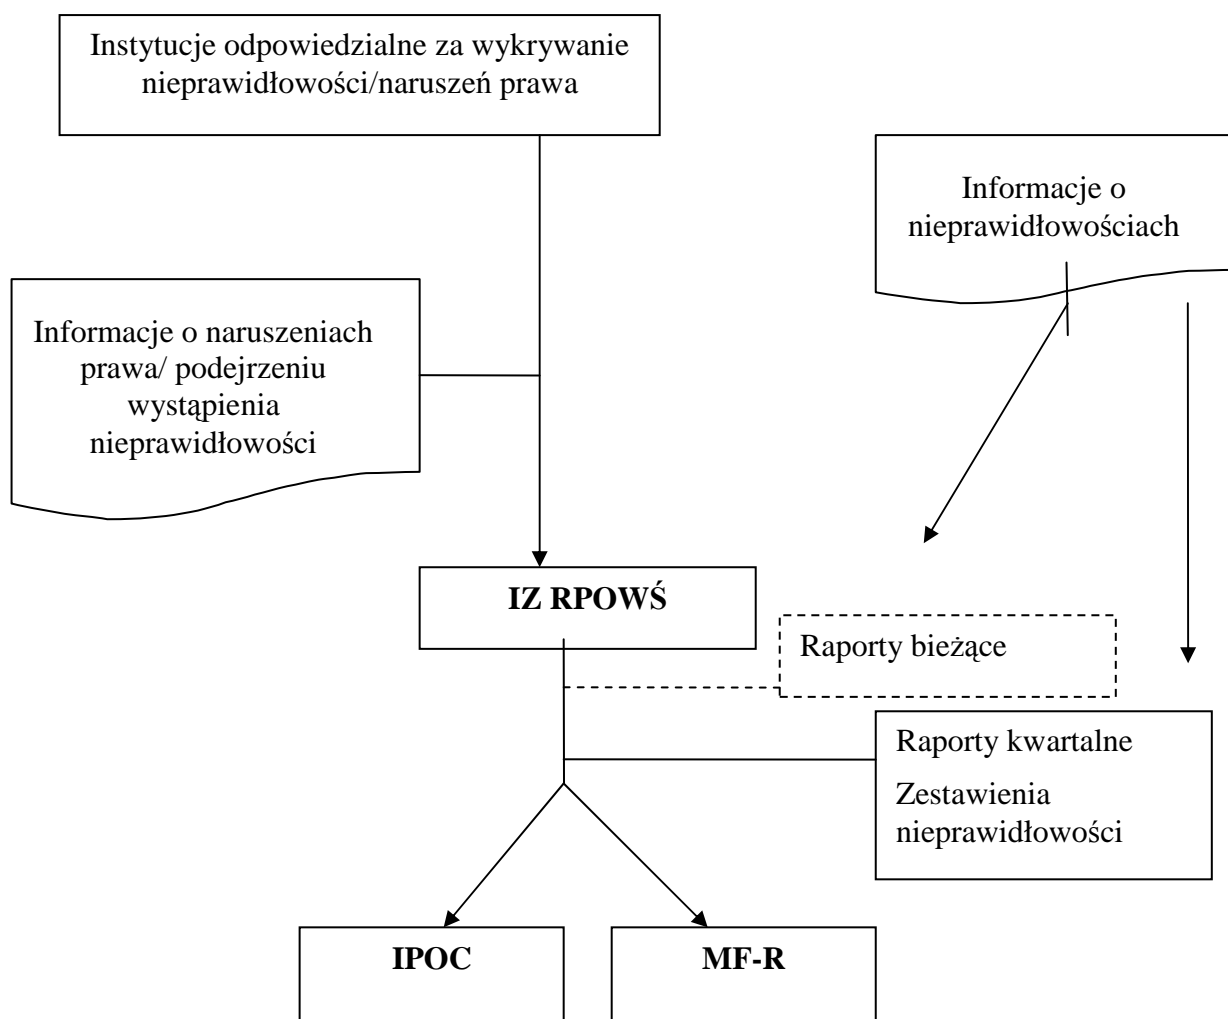 Instytucje odpowiedzialne za wykrywanie
nieprawidłowości/naruszeń prawa
Informacje o
nieprawidłowościach
Informacje o naruszeniach
prawa/ podejrzeniu
wystąpienia
nieprawidłowości
IZ RPOWŚ
Raporty bieżące
Raporty kwartalne
Zestawienia
nieprawidłowości
IPOC
MF-R